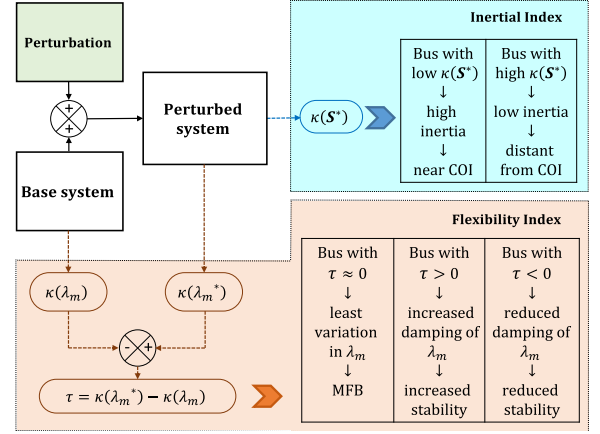 Perturbation
+
+
Base system
Perturbed
system
κ(S*)
Inertial Index
Bus with
low κ(S*)
↓
high
inertia
↓
near COI
Bus with
high κ(S*)
↓
low inertia
↓
distant
from COI
κ(λₘ)
κ(λₘ*)
- +
τ = κ(λₘ*) − κ(λₘ)
Flexibility Index
Bus with
τ ≈ 0
↓
least
variation
in λₘ
↓
MFB
Bus with
τ > 0
↓
increased
damping of
λₘ
↓
increased
stability
Bus with
τ < 0
↓
reduced
damping of
λₘ
↓
reduced
stability